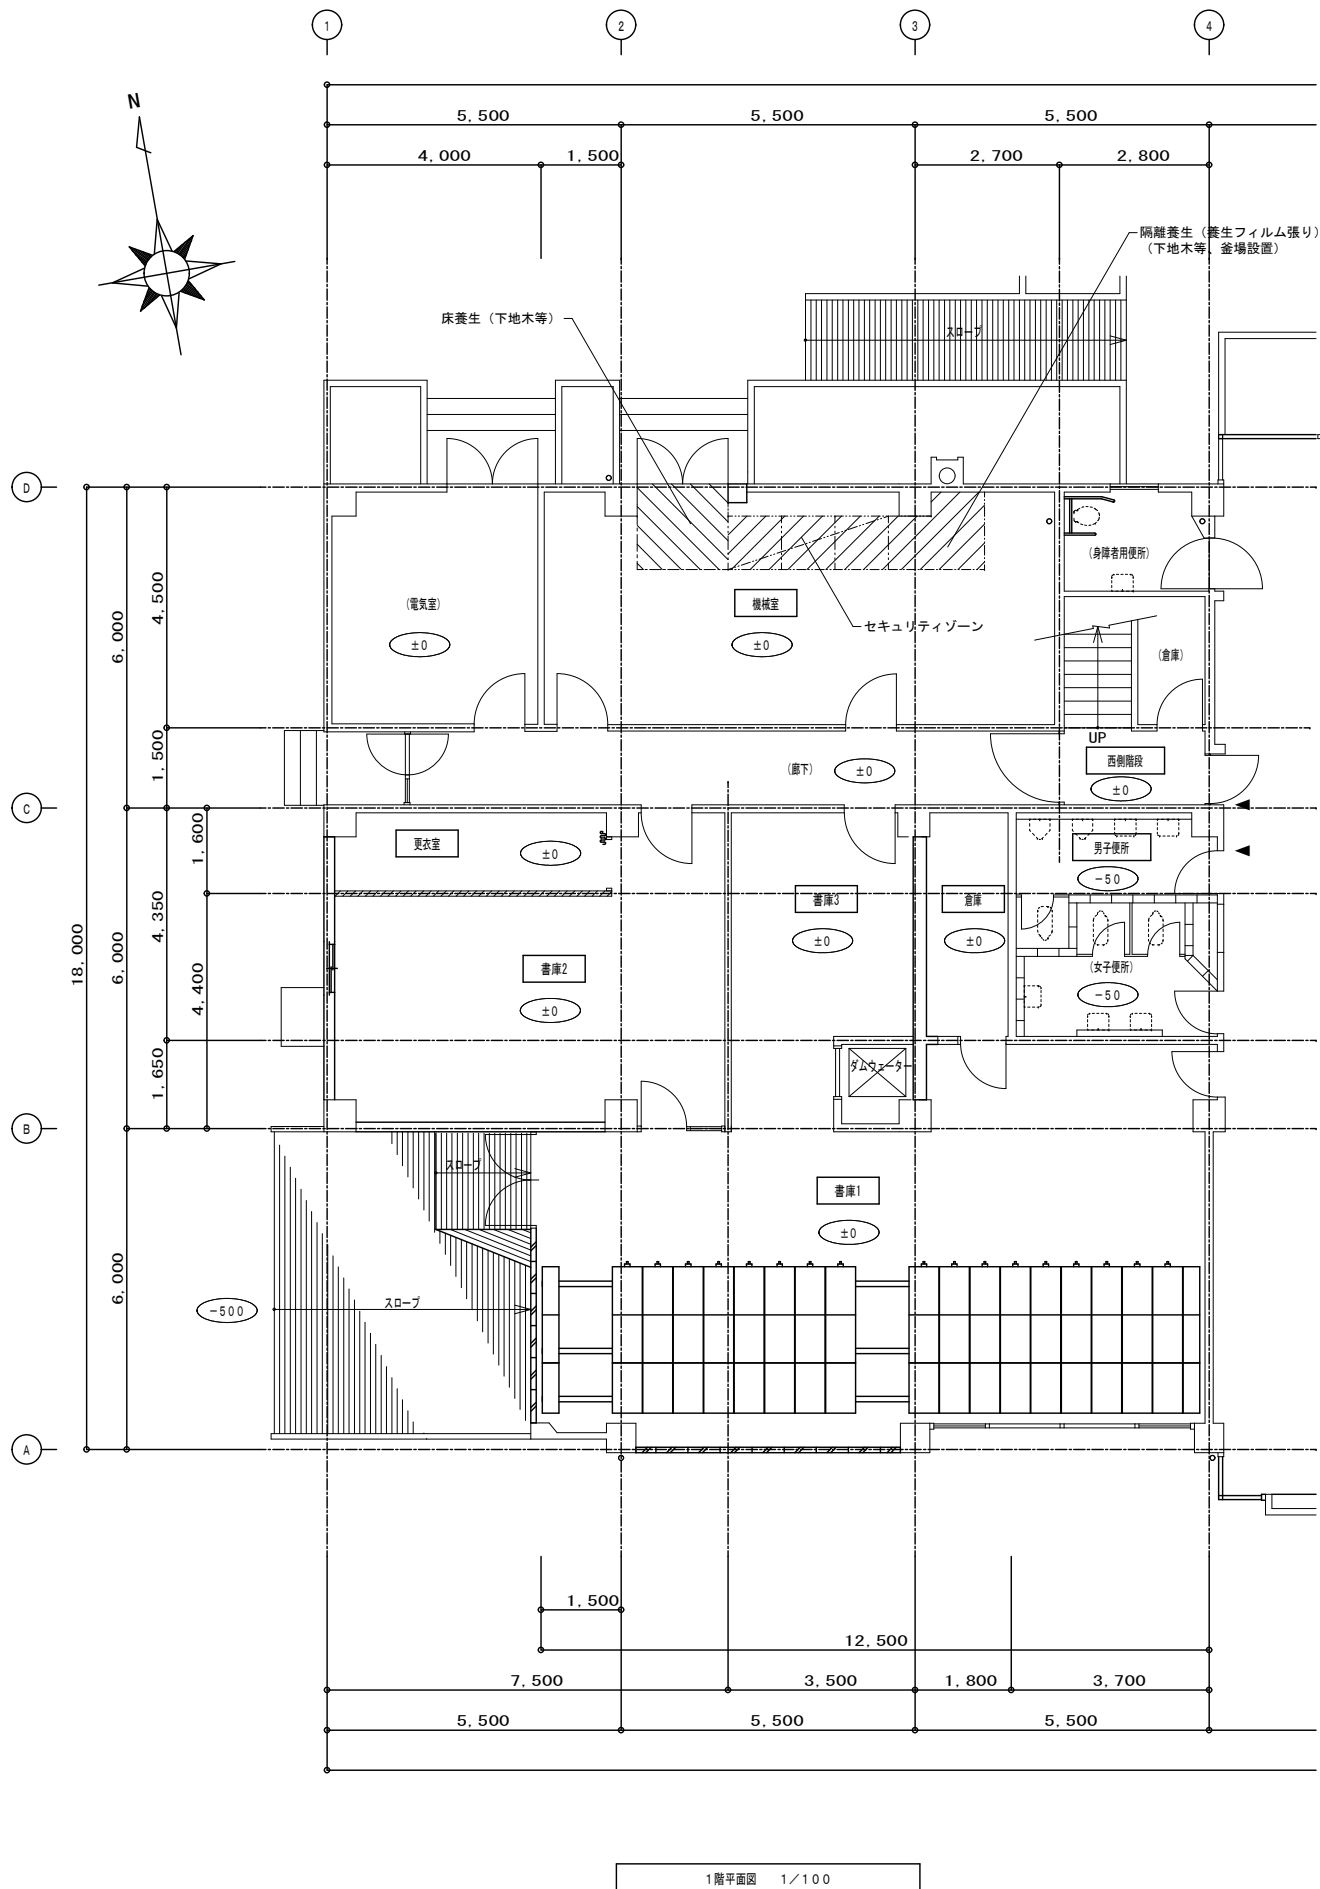 1
2
3
4
N
5,500
5,500
5,500
4,000
1,500
2,700
2,800
隔離養生（養生フィルム張り）
（下地木等、釜場設置）
床養生（下地木等）
スロープ
D
(身障者用便所)
(電気室)
機械室
±0
±0
セキュリティゾーン
(倉庫)
4,500
6,000
UP
1,500
(廊下)
±0
西側階段
±0
C
更衣室
±0
男子便所
-50
1,600
書庫3
±0
倉庫
±0
4,350
18,000
6,000
4,400
書庫2
±0
(女子便所)
-50
ダムウェーター
1,650
B
スロープ
書庫1
±0
6,000
-500
スロープ
A
1,500
12,500
7,500
3,500
1,800
3,700
5,500
5,500
5,500
1階平面図 1/100